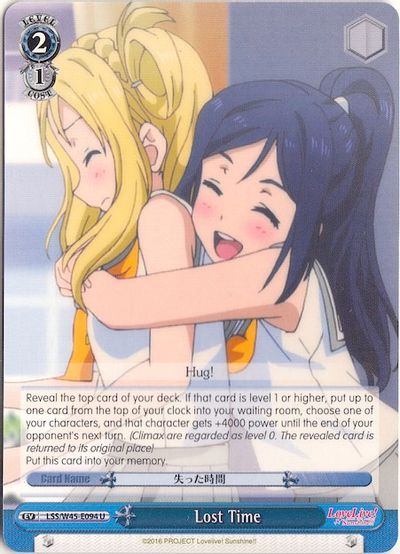 LEVEL
2
1
COST
Hug!
Reveal the top card of your deck. If that card is level 1 or higher, put up to
one card from the top of your clock into your waiting room, choose one
of your characters, and that character gets +4000 power until the end of your
opponent's next turn. (Climax are regarded as level 0. The revealed card is
returned to its original place)
Put this card into your memory.
Card Name 失った時間
EV LSS/W45-E094 U Lost Time
LoveLive!
Sunshine!!
©2016 PROJECT Lovelive! Sunshine!!